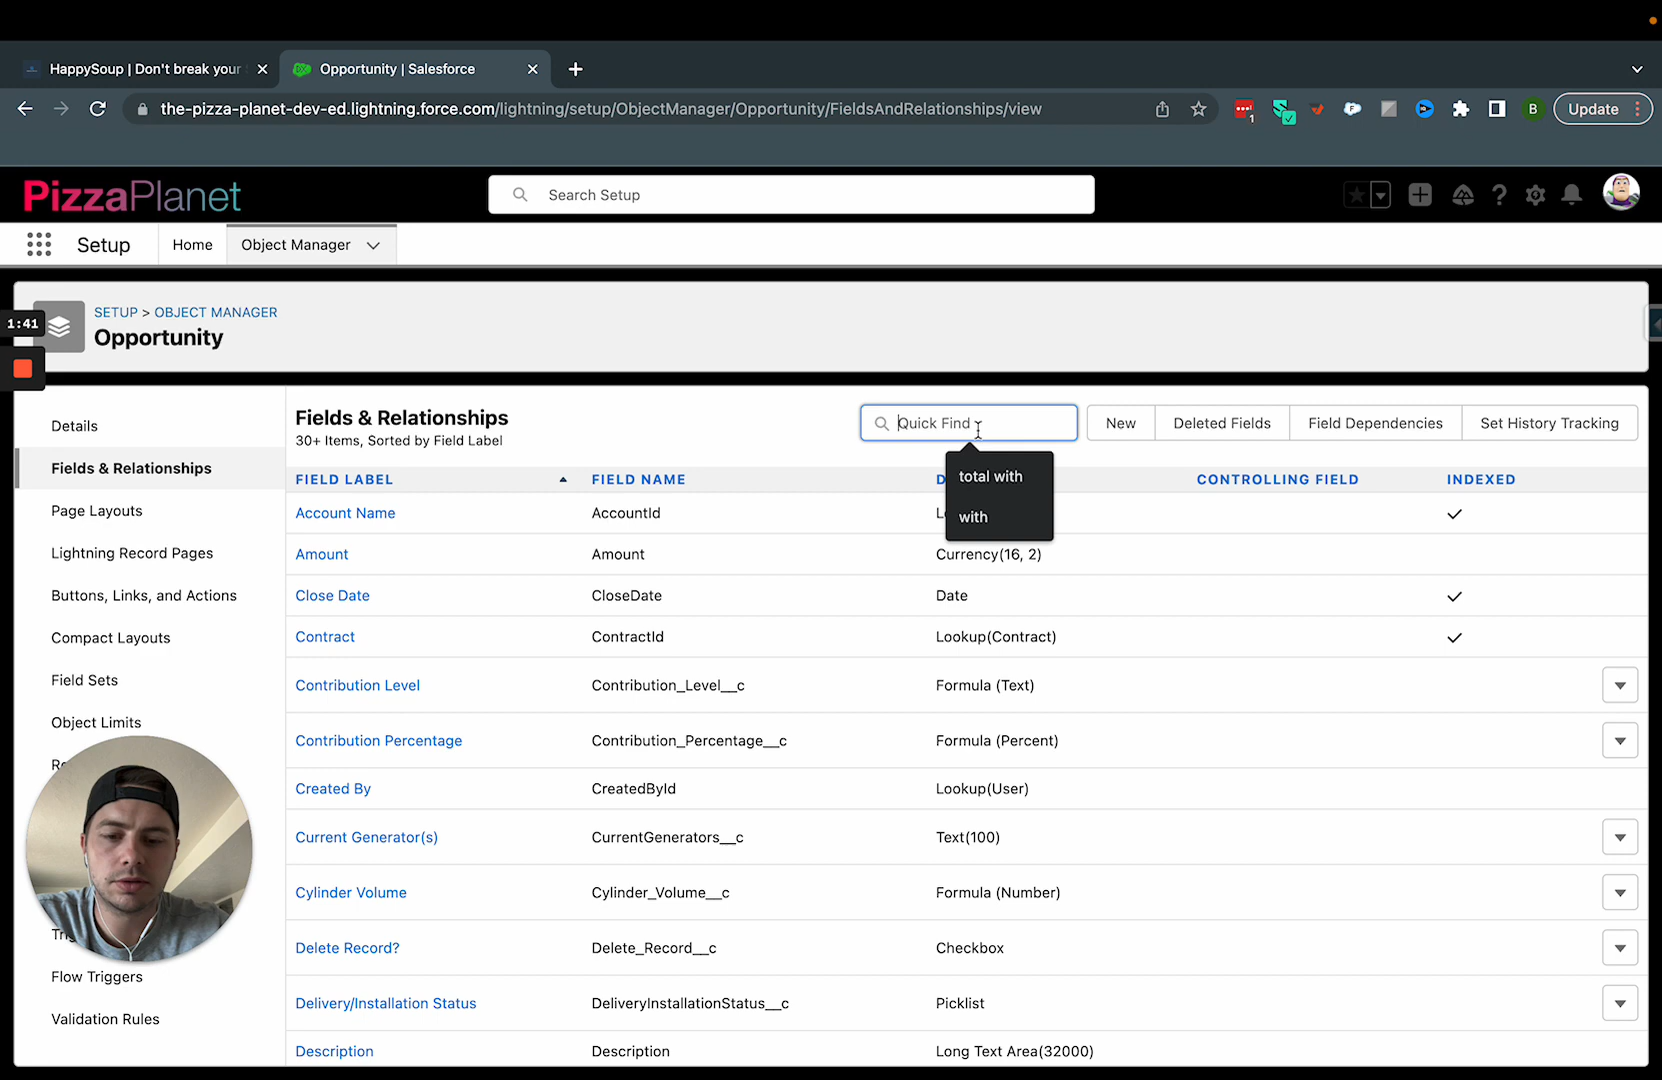 HappySoup | Don't break your
Opportunity | Salesforce
the-pizza-planet-dev-ed.lightning.force.com/lightning/setup/ObjectManager/Opportunity/FieldsAndRelationships/view
1
B
Update
PizzaPlanet
Search Setup
Setup
Home
Object Manager
SETUP > OBJECT MANAGER
1:41
Opportunity
Details
Fields & Relationships
Page Layouts
Lightning Record Pages
Buttons, Links, and Actions
Compact Layouts
Field Sets
Object Limits
Flow Triggers
Validation Rules
Fields & Relationships
30+ Items, Sorted by Field Label
Quick Find
total with
with
New
Deleted Fields
Field Dependencies
Set History Tracking
FIELD LABEL FIELD NAME CONTROLLING FIELD INDEXED
Account Name AccountId
Amount Amount Currency(16, 2)
Close Date CloseDate Date
Contract ContractId Lookup(Contract)
Contribution Level Contribution_Level__c Formula (Text)
Contribution Percentage Contribution_Percentage__c Formula (Percent)
Created By CreatedById Lookup(User)
Current Generator(s) CurrentGenerators__c Text(100)
Cylinder Volume Cylinder_Volume__c Formula (Number)
Delete Record? Delete_Record__c Checkbox
Delivery/Installation Status DeliveryInstallationStatus__c Picklist
Description Description Long Text Area(32000)